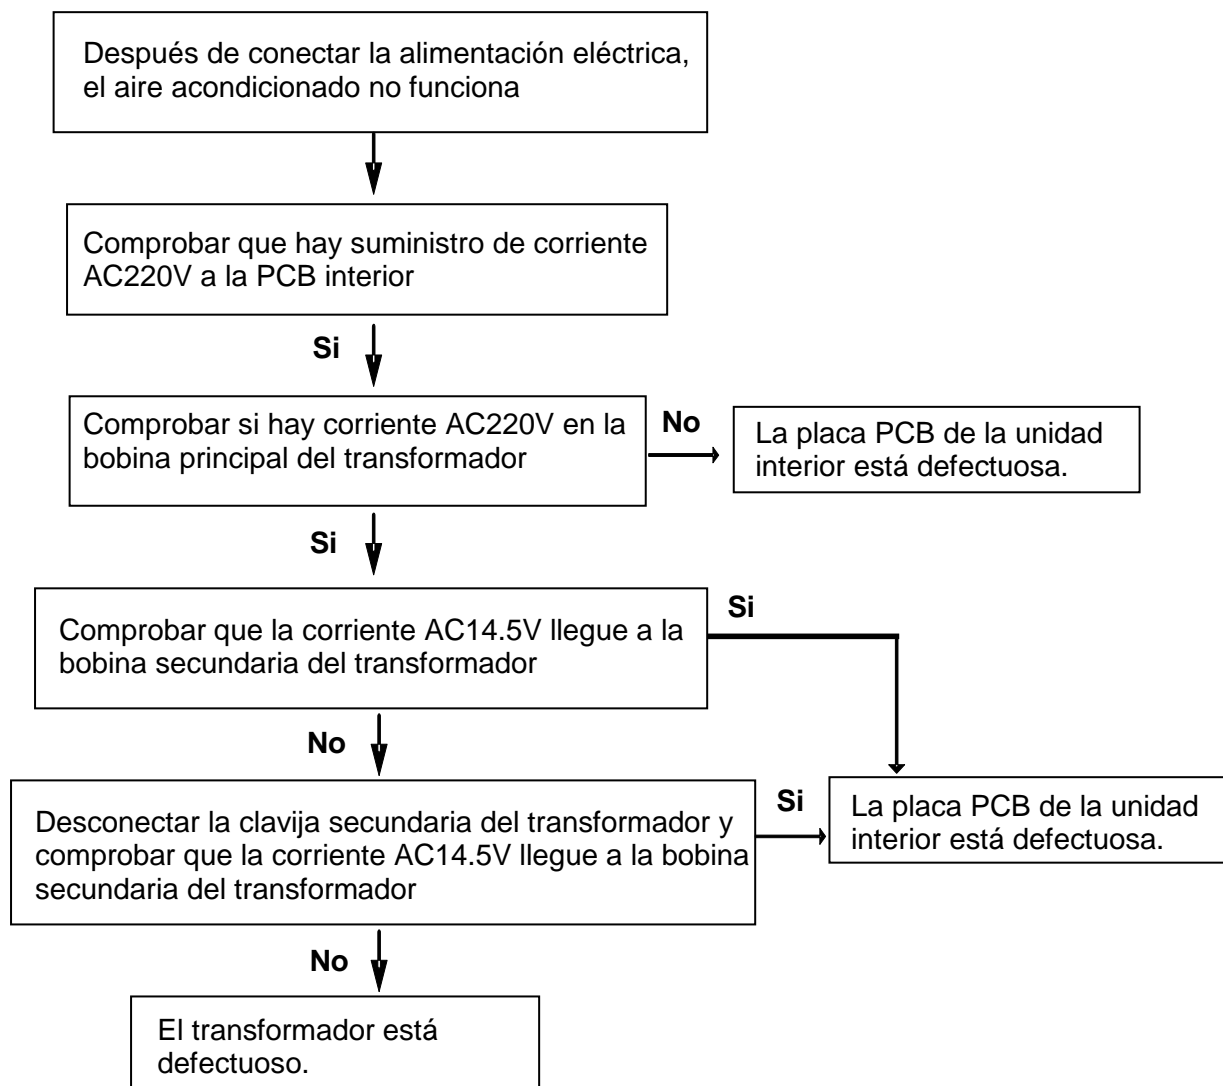 Después de conectar la alimentación eléctrica,
el aire acondicionado no funciona
Comprobar que hay suministro de corriente
AC220V a la PCB interior
Si
Comprobar si hay corriente AC220V en la
bobina principal del transformador
No
La placa PCB de la unidad
interior está defectuosa.
Si
Comprobar que la corriente AC14.5V llegue a la
bobina secundaria del transformador
Si
No
Desconectar la clavija secundaria del transformador y
comprobar que la corriente AC14.5V llegue a la bobina
secundaria del transformador
Si
La placa PCB de la unidad
interior está defectuosa.
No
El transformador está
defectuoso.